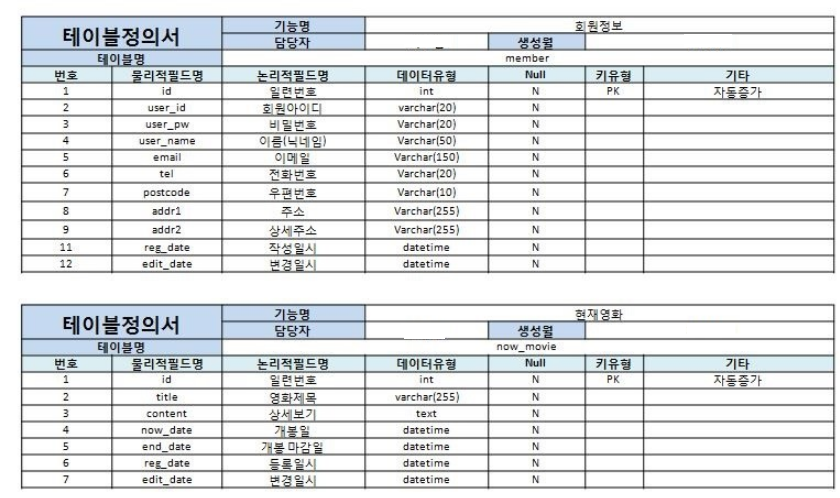 테이블정의서 기능명 회원정보
담당자 생성월
테이블명 member
번호 물리적필드명 논리적필드명 데이터유형 Null 키유형 기타
1 id 일련번호 int N PK 자동증가
2 user_id 회원아이디 varchar(20) N
3 user_pw 비밀번호 Varchar(20) N
4 user_name 이름(닉네임) Varchar(50) N
5 email 이메일 Varchar(150) N
6 tel 전화번호 Varchar(20) N
7 postcode 우편번호 Varchar(10) N
8 addr1 주소 Varchar(255) N
9 addr2 상세주소 Varchar(255) N
11 reg_date 작성일시 datetime N
12 edit_date 변경일시 datetime N
테이블정의서 기능명 현재영화
담당자 생성월
테이블명 now_movie
번호 물리적필드명 논리적필드명 데이터유형 Null 키유형 기타
1 id 일련번호 int N PK 자동증가
2 title 영화제목 varchar(255) N
3 content 상세보기 text N
4 now_date 개봉일 datetime N
5 end_date 개봉 마감일 datetime N
6 reg_date 등록일시 datetime N
7 edit_date 변경일시 datetime N